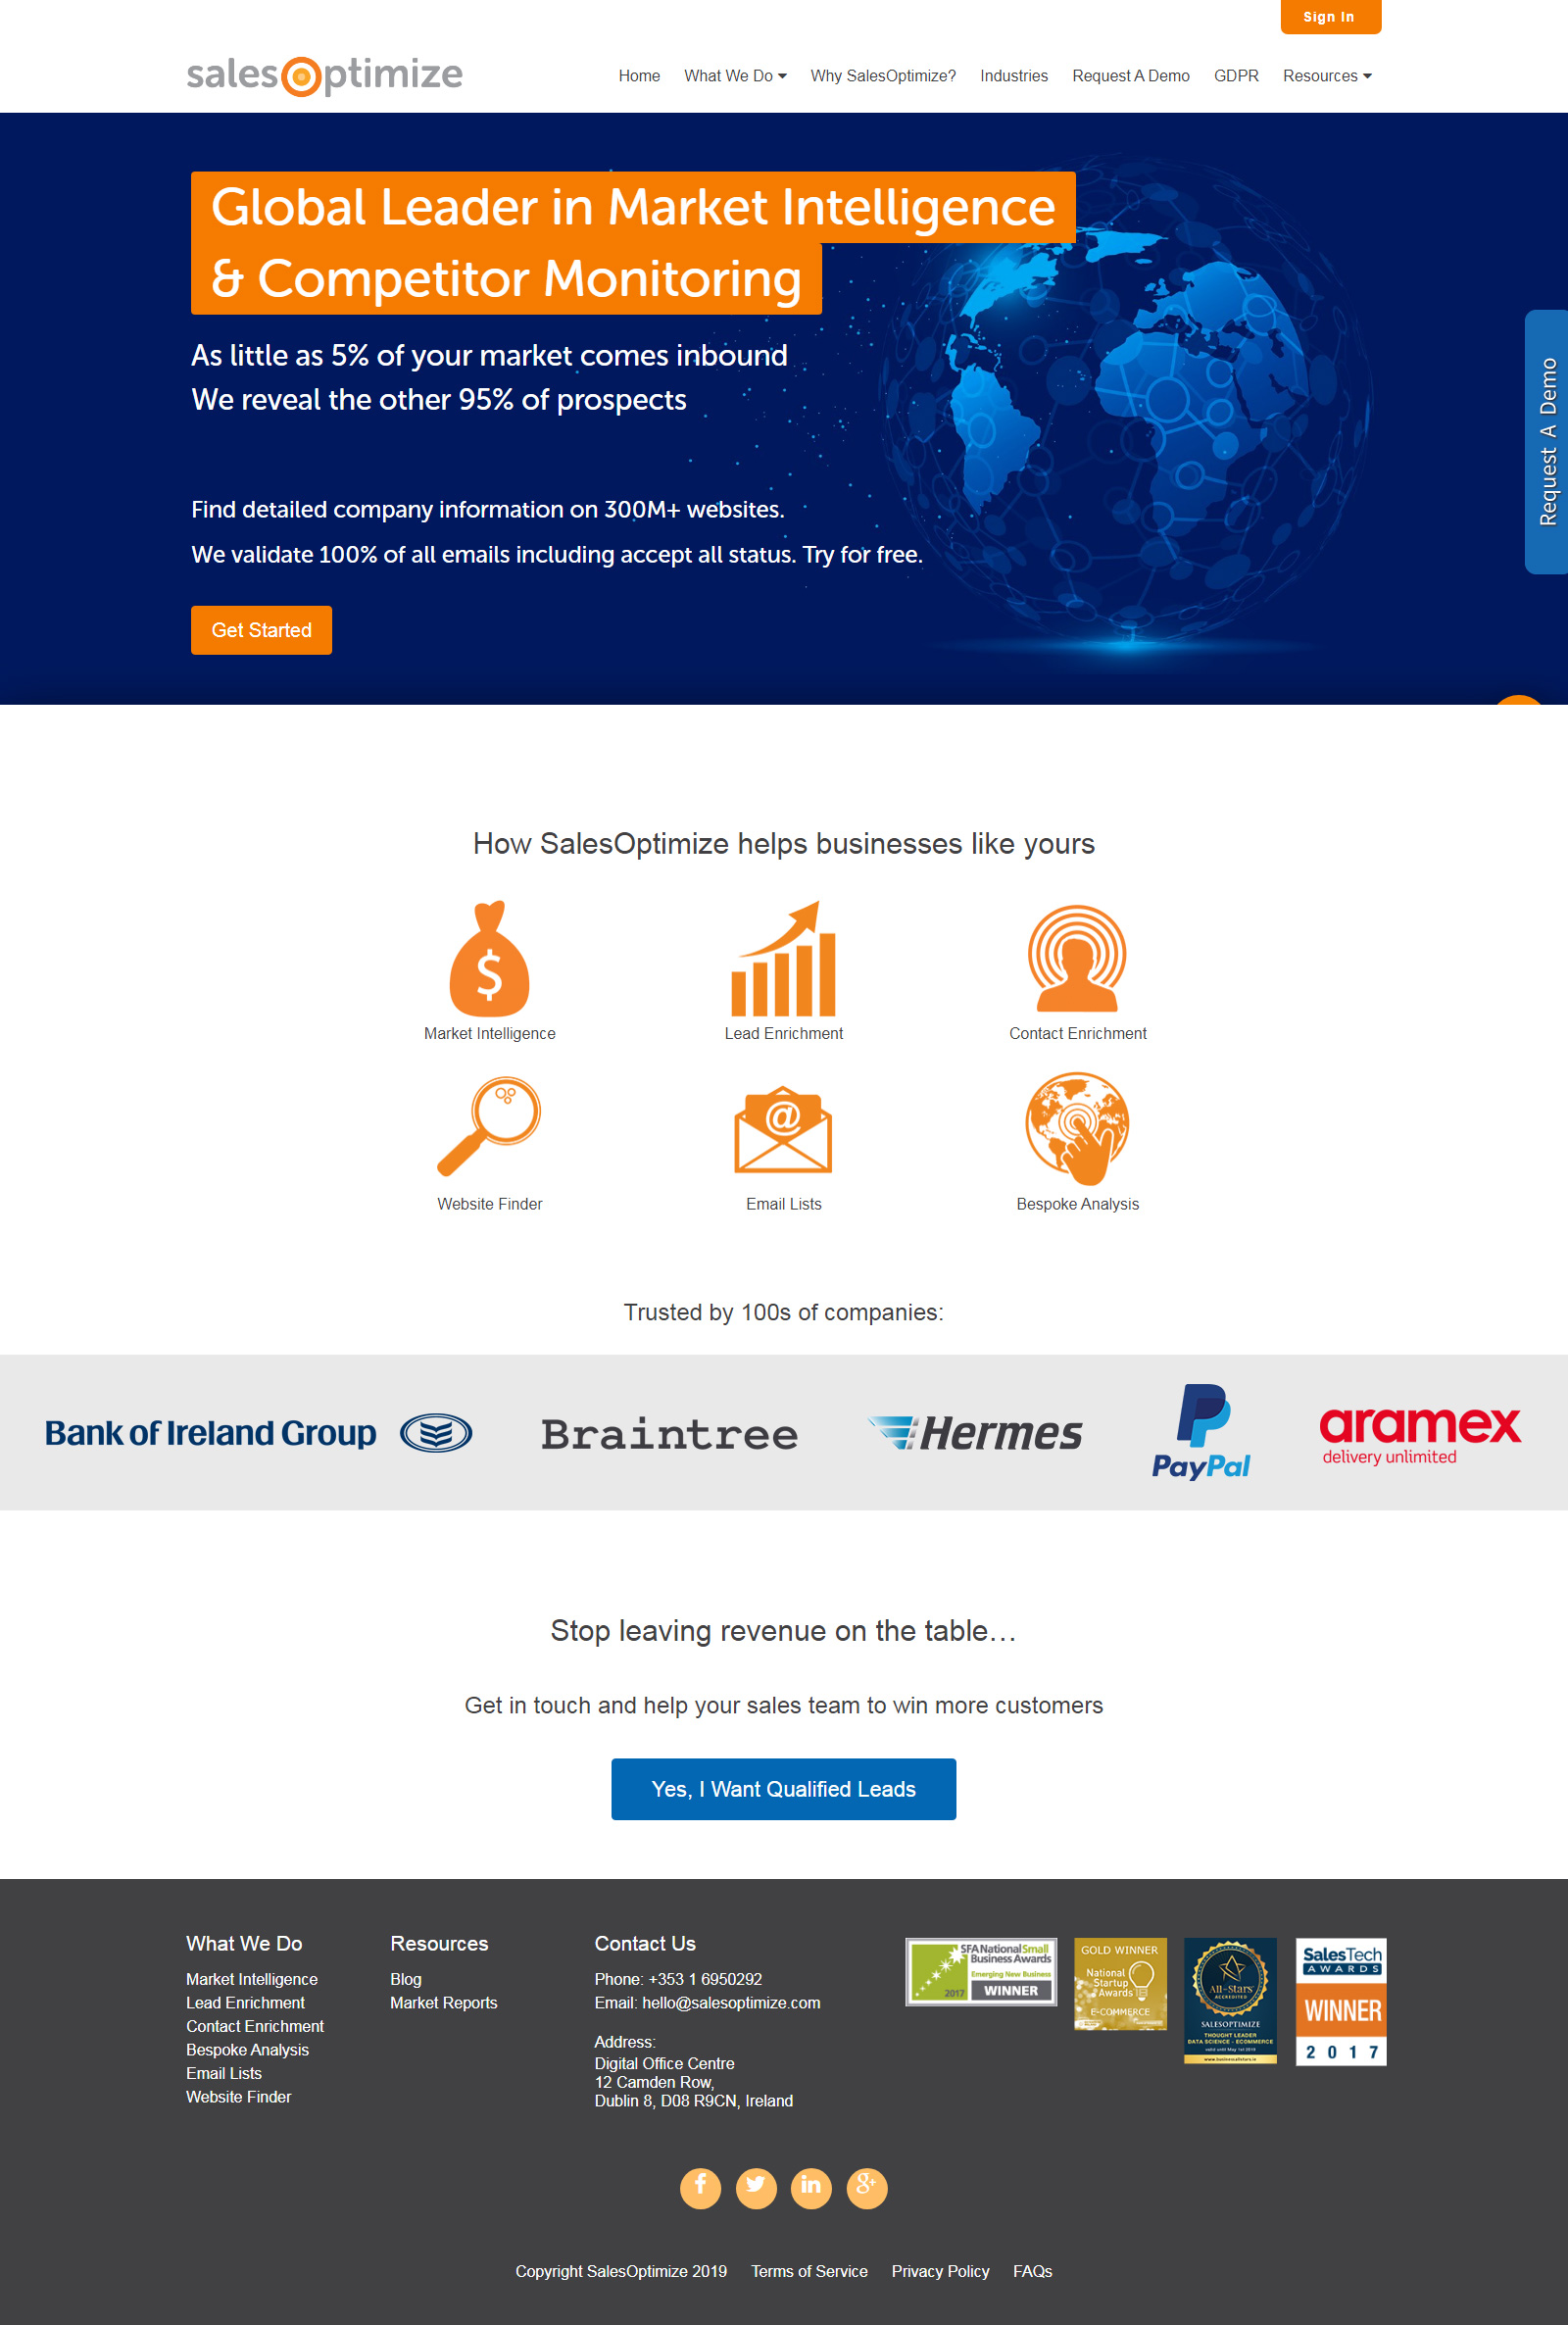 Sign In
salesOptimize
Home What We Do Why SalesOptimize? Industries Request A Demo GDPR Resources
Global Leader in Market Intelligence
& Competitor Monitoring
As little as 5% of your market comes inbound
We reveal the other 95% of prospects
Request A Demo
Find detailed company information on 300M+ websites.
We validate 100% of all emails including accept all status. Try for free.
Get Started
How SalesOptimize helps businesses like yours
$
Market Intelligence Lead Enrichment Contact Enrichment
@
Website Finder Email Lists Bespoke Analysis
Trusted by 100s of companies:
Bank of Ireland Group Braintree Hermes PayPal aramex
delivery unlimited
Stop leaving revenue on the table…
Get in touch and help your sales team to win more customers
Yes, I Want Qualified Leads
What We Do
Market Intelligence
Lead Enrichment
Contact Enrichment
Bespoke Analysis
Email Lists
Website Finder
Resources
Blog
Market Reports
Contact Us
Phone: +353 1 6950292
Email: hello@salesoptimize.com
Address:
Digital Office Centre
12 Camden Row,
Dublin 8, D08 R9CN, Ireland
SFA National Small
Business Awards
Emerging New Business
2017 WINNER
GOLD WINNER
National
Startup
Awards
E-COMMERCE
All-Stars
ACCREDITED
SALESOPTIMIZE
THOUGHT LEADER
DATA SCIENCE - ECOMMERCE
valid until May 1st 2019
www.businessallstars.ie
SalesTech
AWARDS
WINNER
2017
f in g+
Copyright SalesOptimize 2019 Terms of Service Privacy Policy FAQs